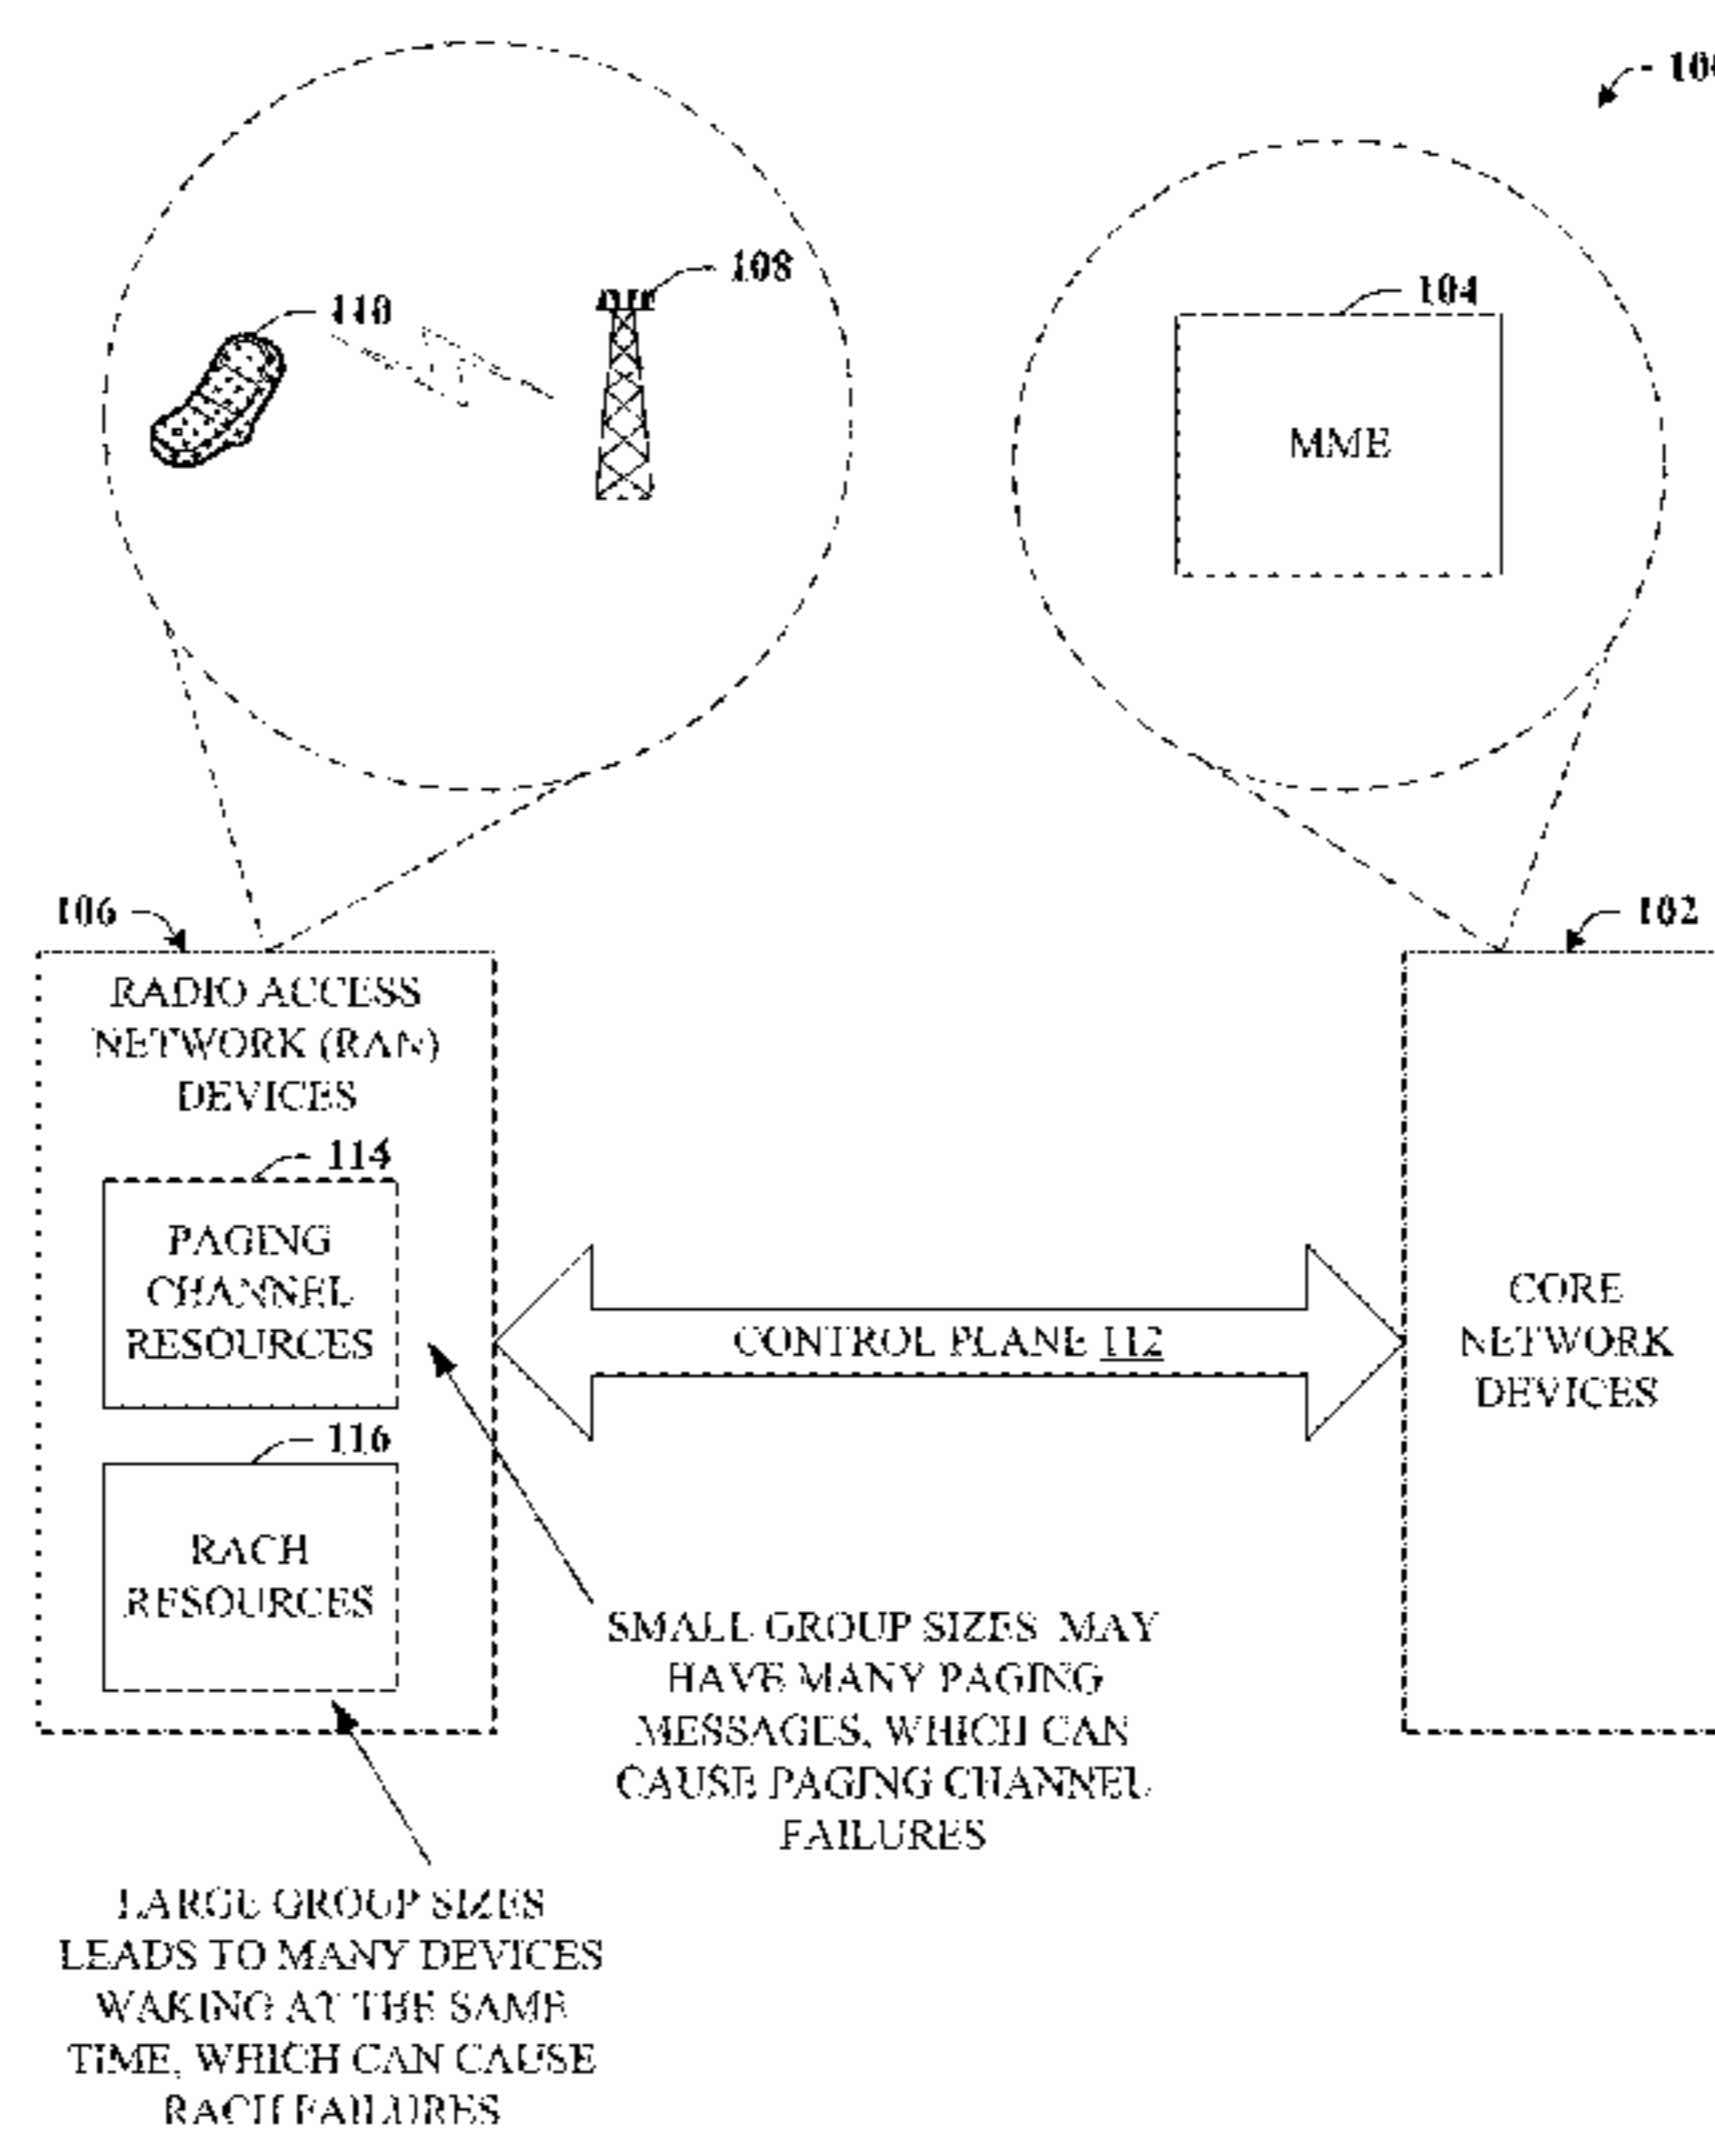 108
110
104
MME
106
102
RADIO ACCESS
NETWORK (RAN)
DEVICES
114
PAGING
CHANNEL
RESOURCES
116
RACH
RESOURCES
CONTROL PLANE 112
CORE
NETWORK
DEVICES
SMALL GROUP SIZES MAY
HAVE MANY PAGING
MESSAGES, WHICH CAN
CAUSE PAGING CHANNEL
FAILURES
LARGE GROUP SIZES
LEADS TO MANY DEVICES
WAKING AT THE SAME
TIME, WHICH CAN CAUSE
RACH FAILURES